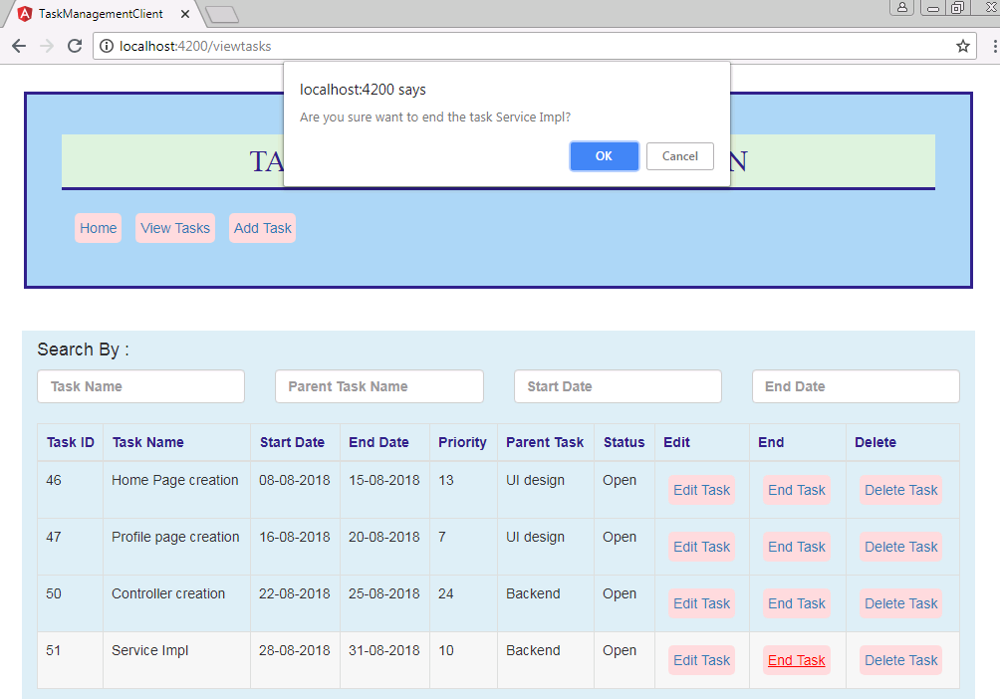 TaskManagementClient
localhost:4200/viewtasks
localhost:4200 says
Are you sure want to end the task Service Impl?
OK Cancel
TA N
Home View Tasks Add Task
Search By :
Task Name Parent Task Name Start Date End Date
Task ID Task Name Start Date End Date Priority Parent Task Status Edit End Delete
46 Home Page creation 08-08-2018 15-08-2018 13 UI design Open Edit Task End Task Delete Task
47 Profile page creation 16-08-2018 20-08-2018 7 UI design Open Edit Task End Task Delete Task
50 Controller creation 22-08-2018 25-08-2018 24 Backend Open Edit Task End Task Delete Task
51 Service Impl 28-08-2018 31-08-2018 10 Backend Open Edit Task End Task Delete Task